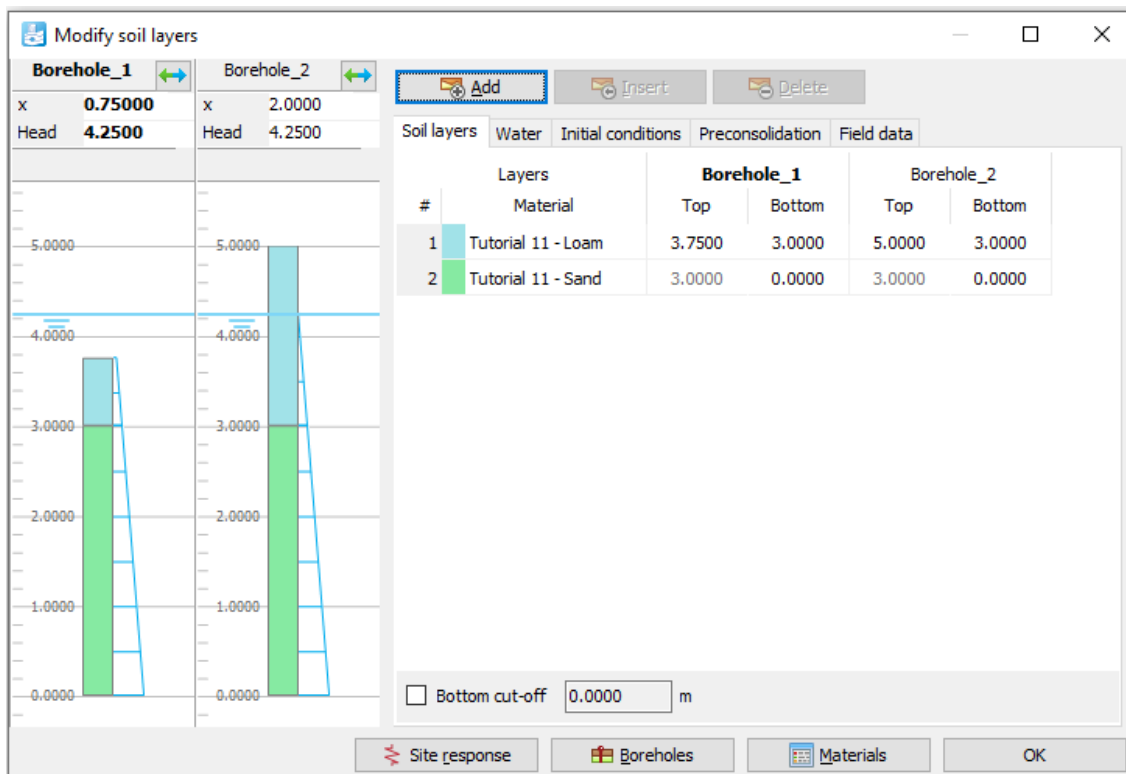 Modify soil layers
Borehole_1 Borehole_2
x 0.75000 x 2.0000
Head 4.2500 Head 4.2500
5.0000 5.0000
4.0000 4.0000
3.0000 3.0000
2.0000 2.0000
1.0000 1.0000
0.0000 0.0000
Add Insert Delete
Soil layers Water Initial conditions Preconsolidation Field data
Layers Borehole_1 Borehole_2
# Material Top Bottom Top Bottom
1 Tutorial 11 - Loam 3.7500 3.0000 5.0000 3.0000
2 Tutorial 11 - Sand 3.0000 0.0000 3.0000 0.0000
Bottom cut-off 0.0000 m
Site response Boreholes Materials OK